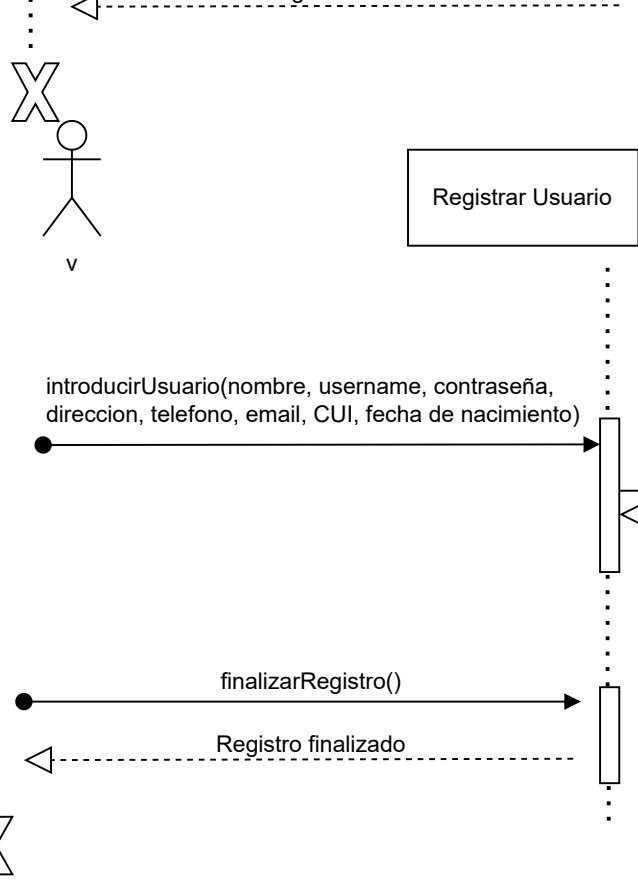 Registrar Usuario
v
introducirUsuario(nombre, username, contraseña,
direccion, telefono, email, CUI, fecha de nacimiento)
finalizarRegistro()
Registro finalizado